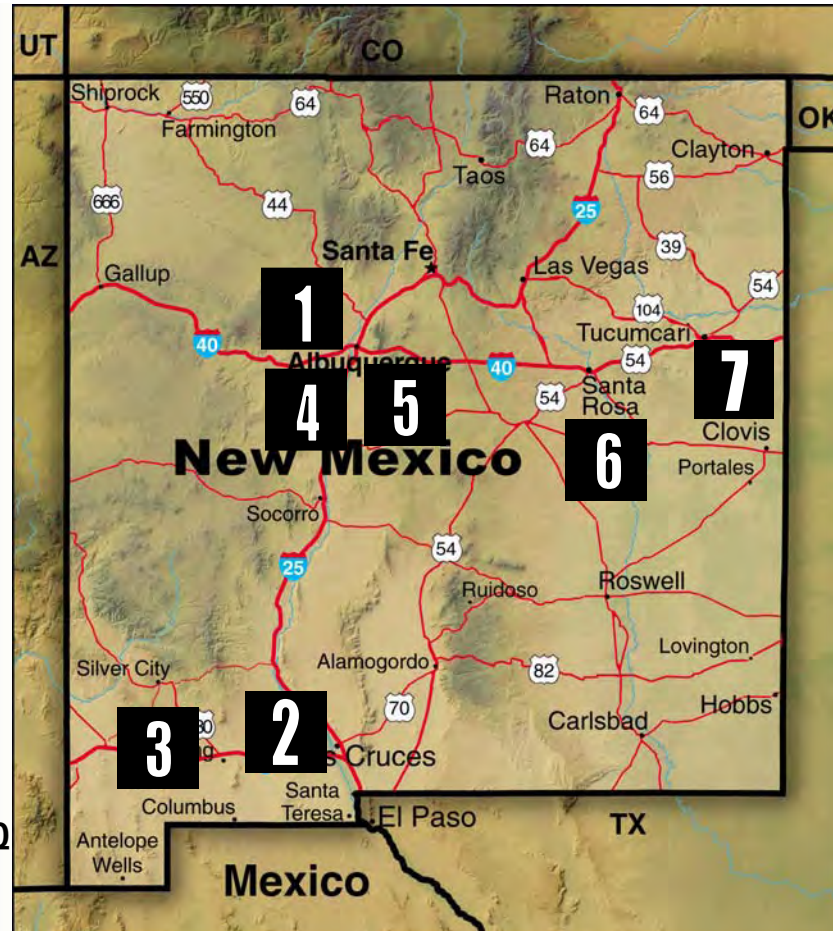 UT
CO
Shiprock
550
64
Farmington
Raton
64
OK
Clayton
64
Taos
56
666
44
25
AZ
Santa Fe
39
Gallup
Las Vegas
54
1
104
Tucumcari
40
Albuquerque
40
54
Santa
Rosa
7
4
5
54
Clovis
6
New Mexico
Portales
Socorro
54
25
Ruidoso
Roswell
Lovington
Silver City
Alamogordo
82
Hobbs
70
Carlsbad
3
2
Cruces
Columbus
Santa
Teresa
El Paso
TX
Antelope
Wells
Mexico